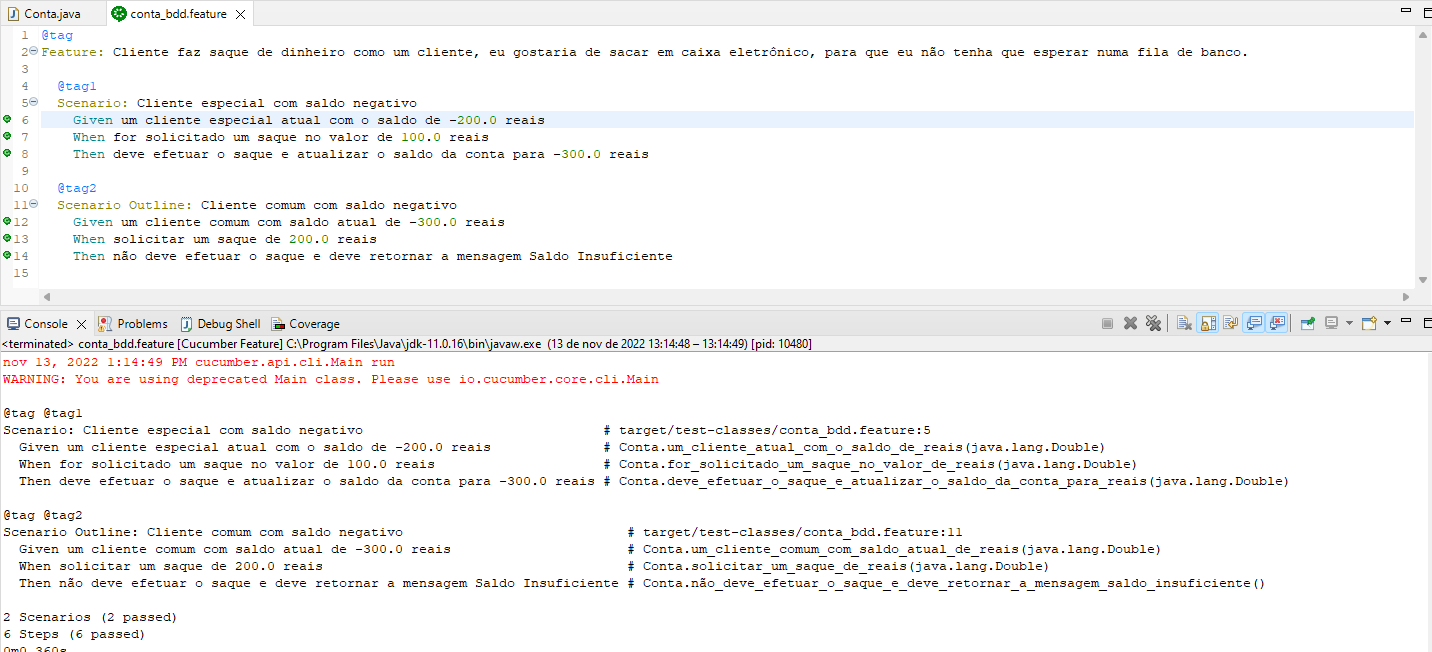 Conta.java conta_bdd.feature
1 @tag
2 Feature: Cliente faz saque de dinheiro como um cliente, eu gostaria de sacar em caixa eletrônico, para que eu não tenha que esperar numa fila de banco.
3
4 @tag1
5 Scenario: Cliente especial com saldo negativo
6 Given um cliente especial atual com o saldo de -200.0 reais
7 When for solicitado um saque no valor de 100.0 reais
8 Then deve efetuar o saque e atualizar o saldo da conta para -300.0 reais
9
10 @tag2
11 Scenario Outline: Cliente comum com saldo negativo
12 Given um cliente comum com saldo atual de -300.0 reais
13 When solicitar um saque de 200.0 reais
14 Then não deve efetuar o saque e deve retornar a mensagem Saldo Insuficiente
15
Console Problems Debug Shell Coverage
<terminated> conta_bdd.feature [Cucumber Feature] C:\Program Files\Java\jdk-11.0.16\bin\javaw.exe (13 de nov de 2022 13:14:48 – 13:14:49) [pid: 10480]
nov 13, 2022 1:14:49 PM cucumber.api.cli.Main run
WARNING: You are using deprecated Main class. Please use io.cucumber.core.cli.Main
@tag @tag1
Scenario: Cliente especial com saldo negativo # target/test-classes/conta_bdd.feature:5
Given um cliente especial atual com o saldo de -200.0 reais # Conta.um_cliente_atual_com_o_saldo_de_reais(java.lang.Double)
When for solicitado um saque no valor de 100.0 reais # Conta.for_solicitado_um_saque_no_valor_de_reais(java.lang.Double)
Then deve efetuar o saque e atualizar o saldo da conta para -300.0 reais # Conta.deve_efetuar_o_saque_e_atualizar_o_saldo_da_conta_para_reais(java.lang.Double)
@tag @tag2
Scenario Outline: Cliente comum com saldo negativo # target/test-classes/conta_bdd.feature:11
Given um cliente comum com saldo atual de -300.0 reais # Conta.um_cliente_comum_com_saldo_atual_de_reais(java.lang.Double)
When solicitar um saque de 200.0 reais # Conta.solicitar_um_saque_de_reais(java.lang.Double)
Then não deve efetuar o saque e deve retornar a mensagem Saldo Insuficiente # Conta.não_deve_efetuar_o_saque_e_deve_retornar_a_mensagem_saldo_insuficiente()
2 Scenarios (2 passed)
6 Steps (6 passed)
0m0.360s